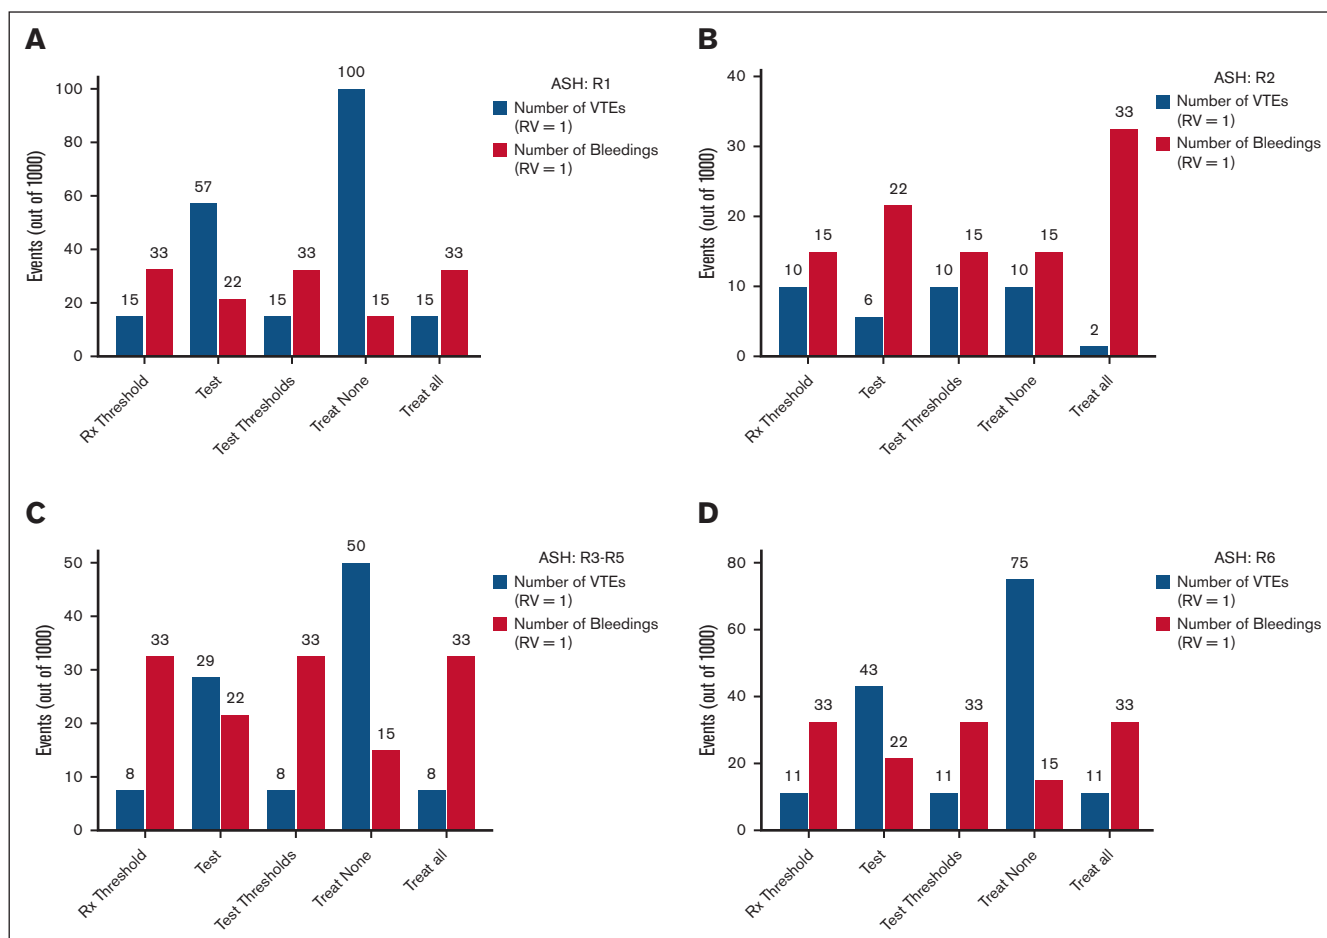 A
ASH: R1
Number of VTEs
(RV = 1)
Number of Bleedings
(RV = 1)
Events (out of 1000)
100
80
60
40
20
0
15
33
57
22
15
33
100
15
15
33
Rx Threshold
Test
Test Thresholds
Treat None
Treat all
B
ASH: R2
Number of VTEs
(RV = 1)
Number of Bleedings
(RV = 1)
Events (out of 1000)
40
30
20
10
0
10
15
6
22
10
15
10
15
2
33
Rx Threshold
Test
Test Thresholds
Treat None
Treat all
C
ASH: R3-R5
Number of VTEs
(RV = 1)
Number of Bleedings
(RV = 1)
Events (out of 1000)
50
40
30
20
10
0
8
33
29
22
8
33
50
15
8
33
Rx Threshold
Test
Test Thresholds
Treat None
Treat all
D
ASH: R6
Number of VTEs
(RV = 1)
Number of Bleedings
(RV = 1)
Events (out of 1000)
80
60
40
20
0
11
33
43
22
11
33
75
15
11
33
Rx Threshold
Test
Test Thresholds
Treat None
Treat all